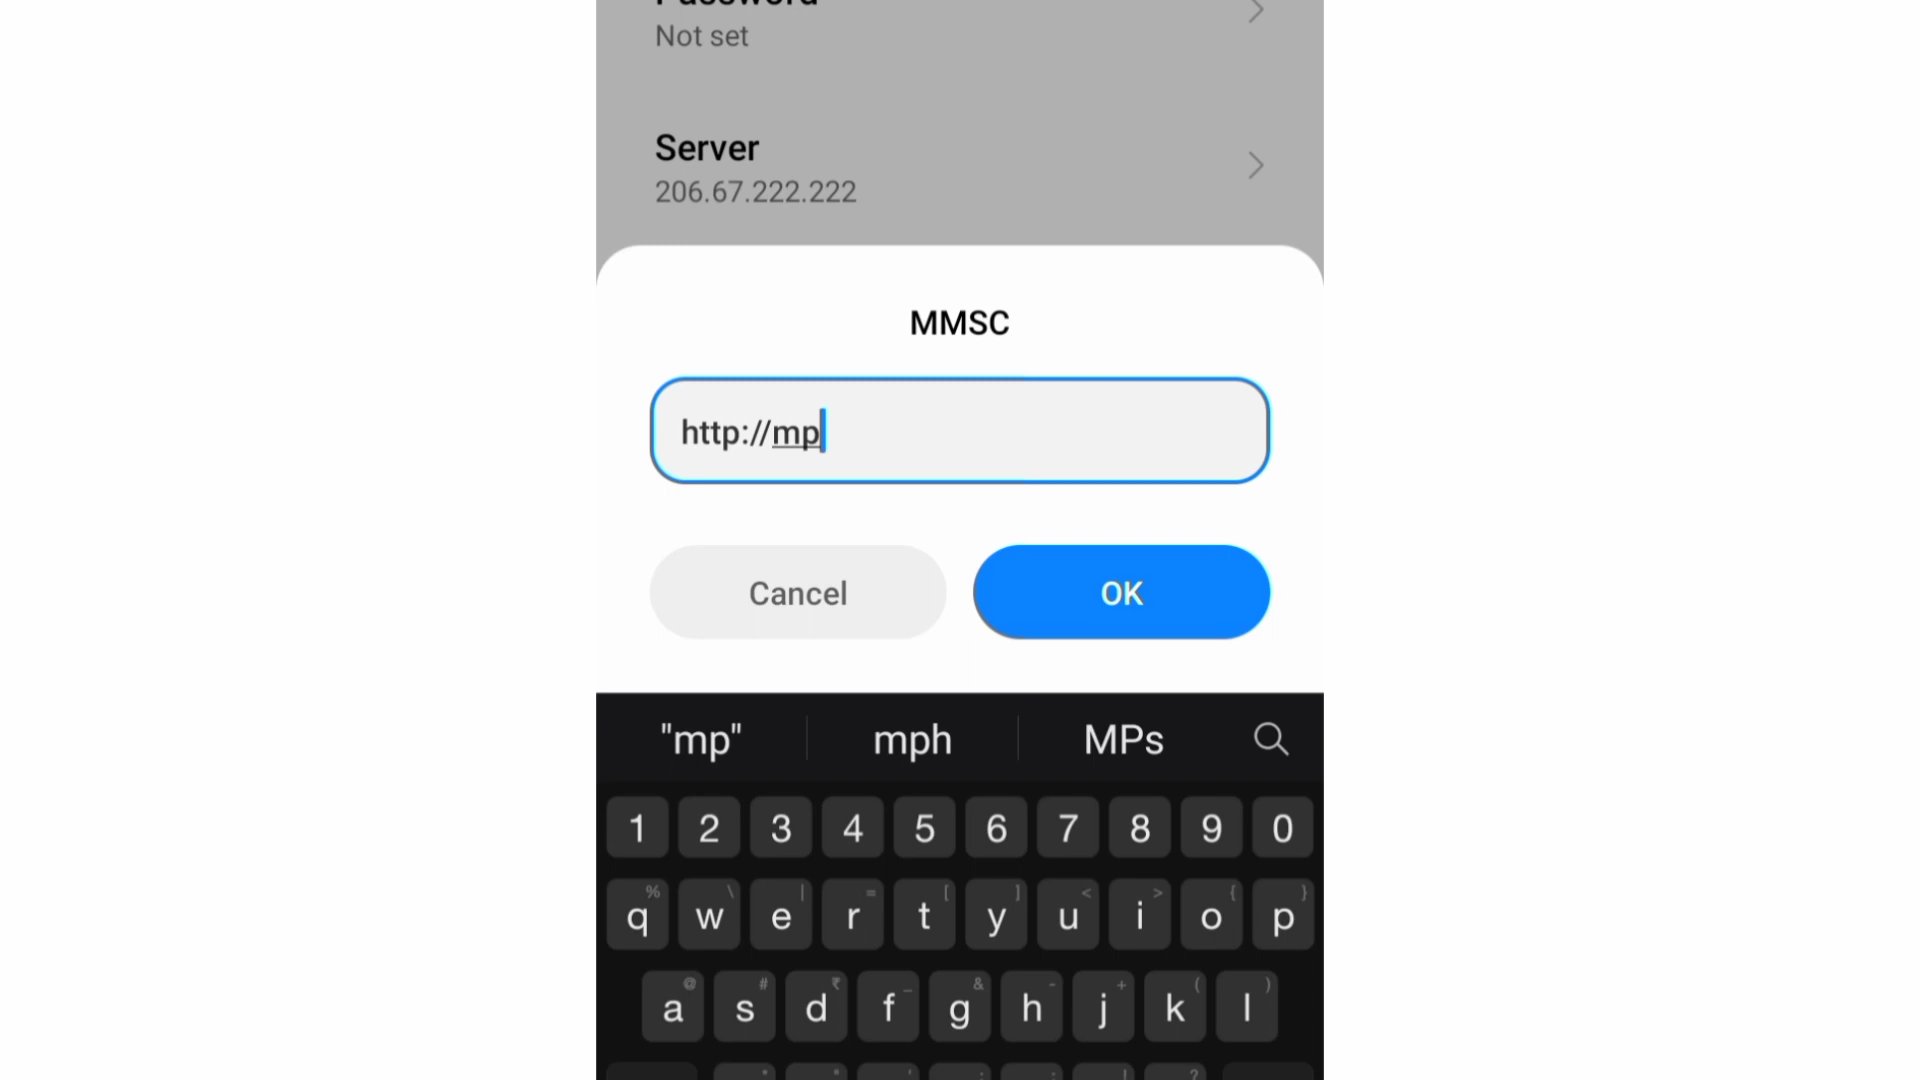 Password
Not set
Server
206.67.222.222
MMSC
http://mp
Cancel
OK
"mp"
mph
MPs
1 2 3 4 5 6 7 8 9 0
% \ | = [ ] < > { }
q w e r t y u i o p
@ # ₹ _ & - + ( )
a s d f g h j k l